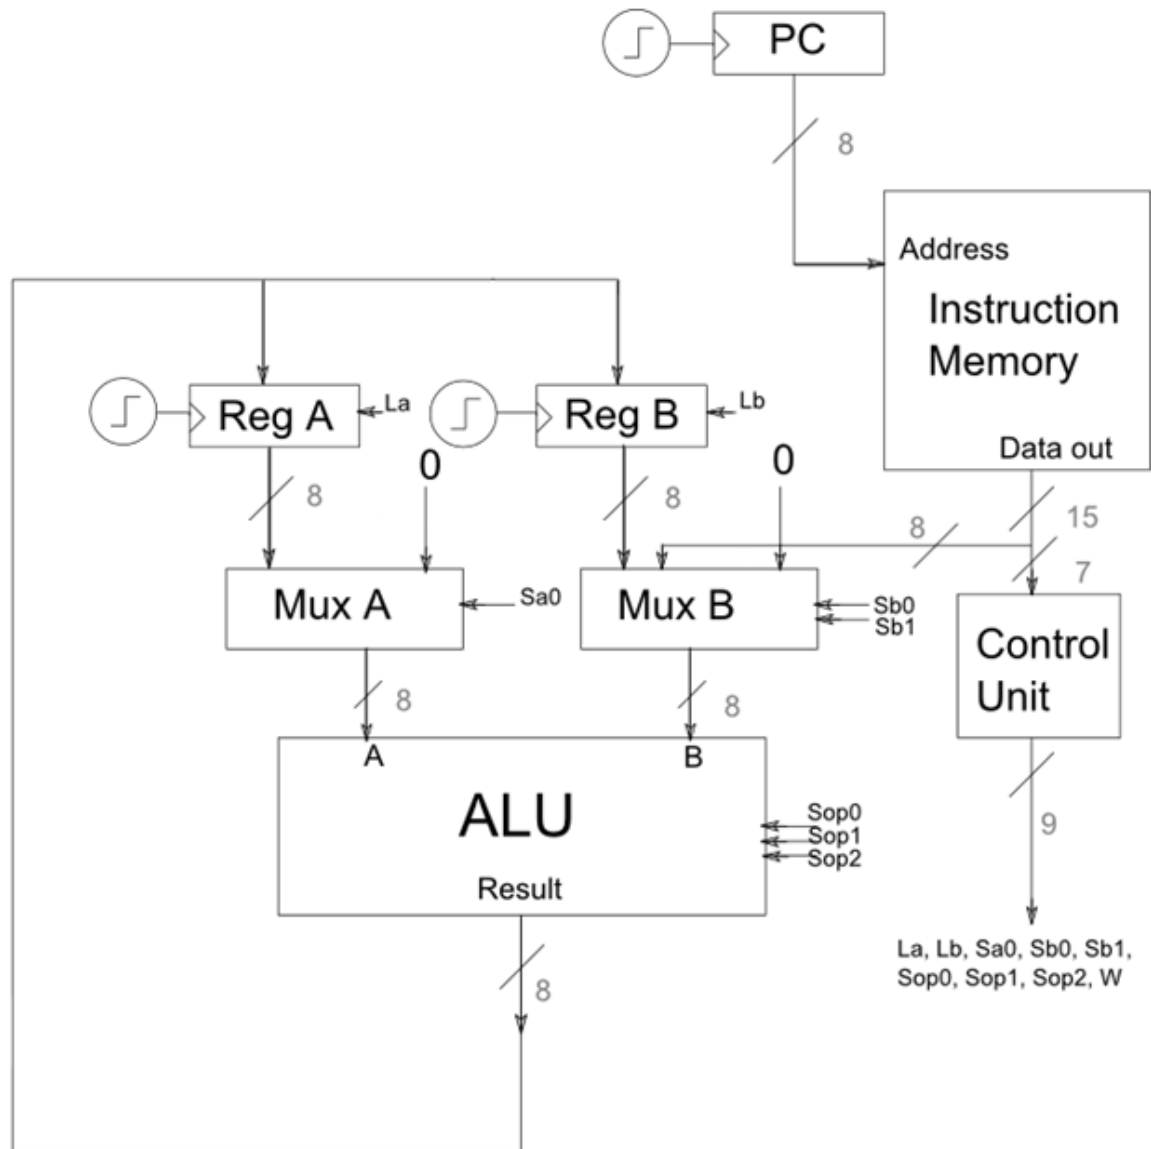 PC
8
Address
Instruction
Memory
Data out
Reg A
La
Reg B
Lb
8
0
8
0
8
15
7
Mux A
Sa0
Mux B
Sb0
Sb1
Control
Unit
8
8
A
B
ALU
Sop0
Sop1
Sop2
Result
9
8
La, Lb, Sa0, Sb0, Sb1,
Sop0, Sop1, Sop2, W